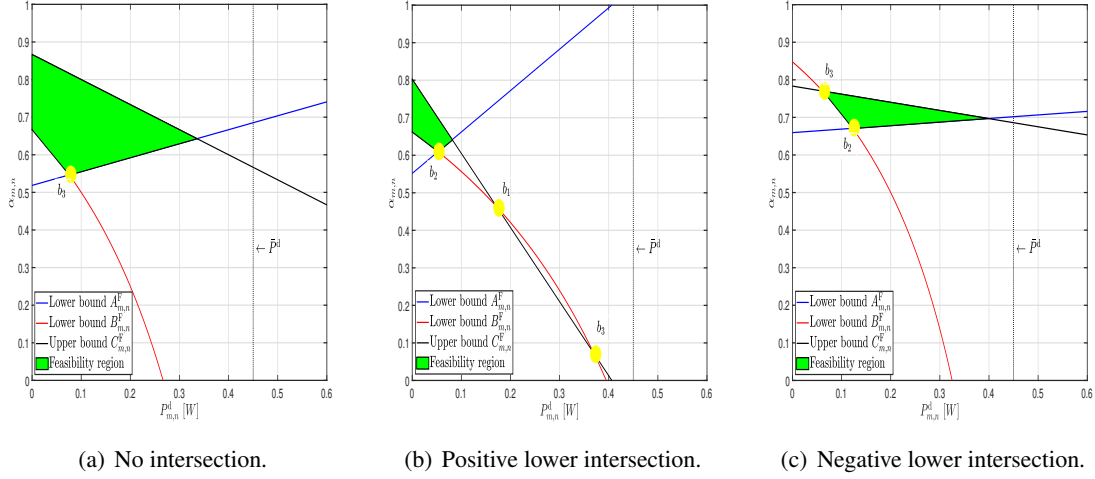 1
0.9
0.8
0.7
0.6
0.5
0.4
0.3
0.2
0.1
0
α_{m,n}
b_3
← P̄^d
Lower bound A^F_{m,n}
Lower bound B^F_{m,n}
Upper bound C^F_{m,n}
Feasibility region
0 0.1 0.2 0.3 0.4 0.5 0.6
P^d_{m,n} [W]
(a) No intersection.
1
0.9
0.8
0.7
0.6
0.5
0.4
0.3
0.2
0.1
0
α_{m,n}
b_2
b_1
← P̄^d
b_3
Lower bound A^F_{m,n}
Lower bound B^F_{m,n}
Upper bound C^F_{m,n}
Feasibility region
0 0.1 0.2 0.3 0.4 0.5 0.6
P^d_{m,n} [W]
(b) Positive lower intersection.
1
0.9
0.8
0.7
0.6
0.5
0.4
0.3
0.2
0.1
0
α_{m,n}
b_3
b_2
← P̄^d
Lower bound A^F_{m,n}
Lower bound B^F_{m,n}
Upper bound C^F_{m,n}
Feasibility region
0 0.1 0.2 0.3 0.4 0.5 0.6
P^d_{m,n} [W]
(c) Negative lower intersection.